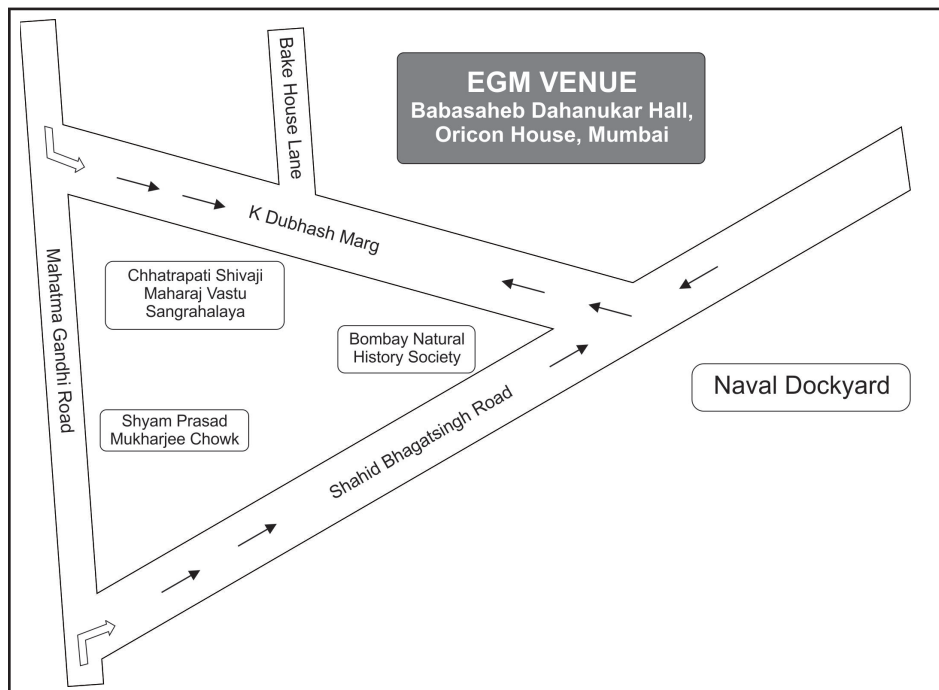 Bake House Lane
EGM VENUE
Babasaheb Dahanukar Hall,
Oricon House, Mumbai
K Dubhash Marg
Mahatma Gandhi Road
Chhatrapati Shivaji
Maharaj Vastu
Sangrahalaya
Bombay Natural
History Society
Naval Dockyard
Shyam Prasad
Mukharjee Chowk
Shahid Bhagatsingh Road